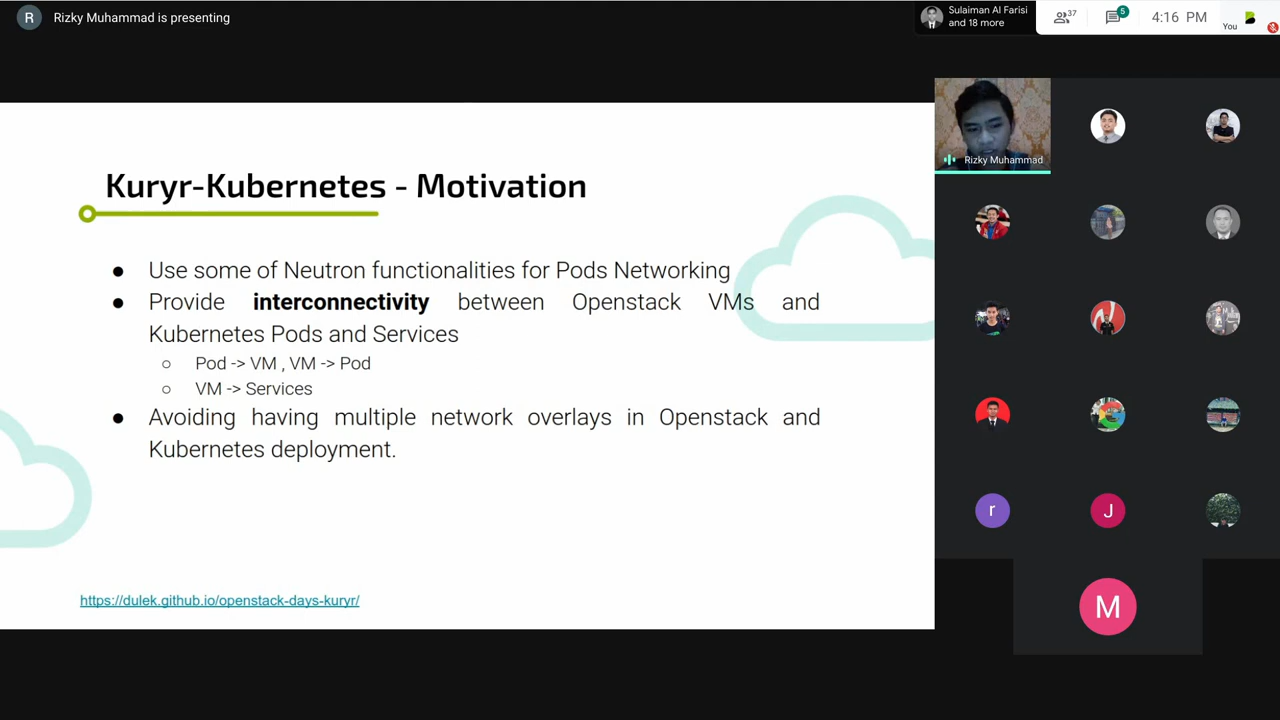 R
Rizky Muhammad is presenting
Sulaiman Al Farisi
and 18 more
37
5
4:16 PM
You
Kuryr-Kubernetes - Motivation
● Use some of Neutron functionalities for Pods Networking
● Provide interconnectivity between Openstack VMs and
Kubernetes Pods and Services
○ Pod -> VM , VM -> Pod
○ VM -> Services
● Avoiding having multiple network overlays in Openstack and
Kubernetes deployment.
https://dulek.github.io/openstack-days-kuryr/
Rizky Muhammad
r
J
M